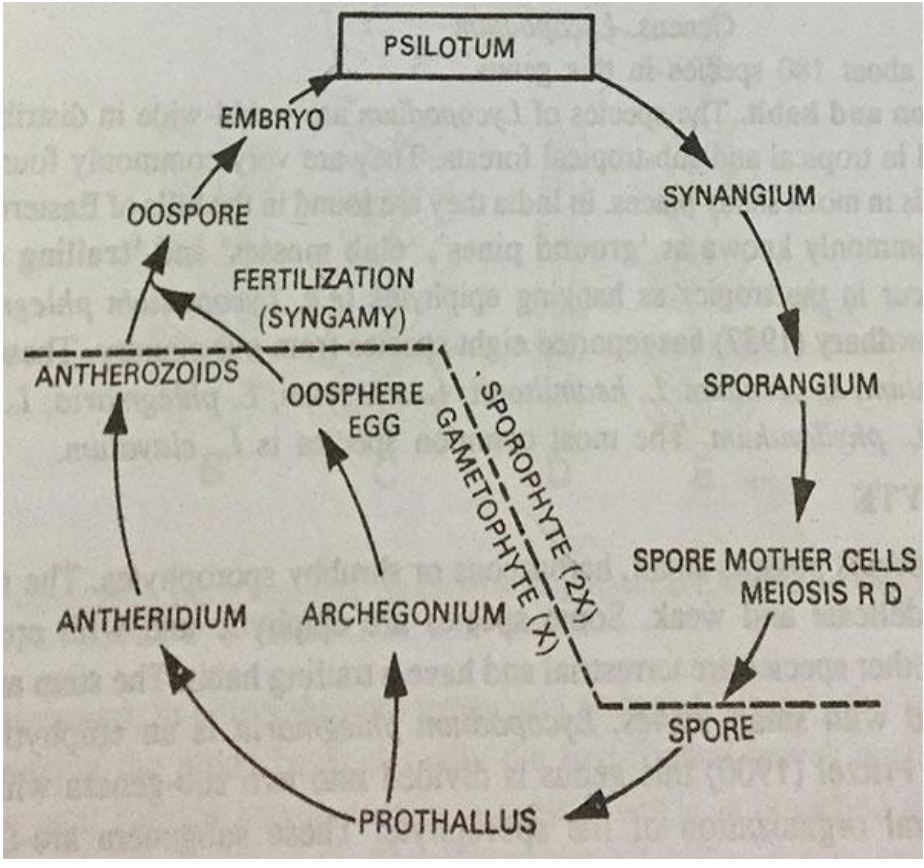 PSILOTUM
EMBRYO
SYNANGIUM
OOSPORE
FERTILIZATION
(SYNGAMY)
ANTHEROZOIDS
OOSPHERE
EGG
SPORANGIUM
SPOROPHYTE (2X)
GAMETOPHYTE (X)
SPORE MOTHER CELLS
MEIOSIS R D
ANTHERIDIUM
ARCHEGONIUM
SPORE
PROTHALLUS